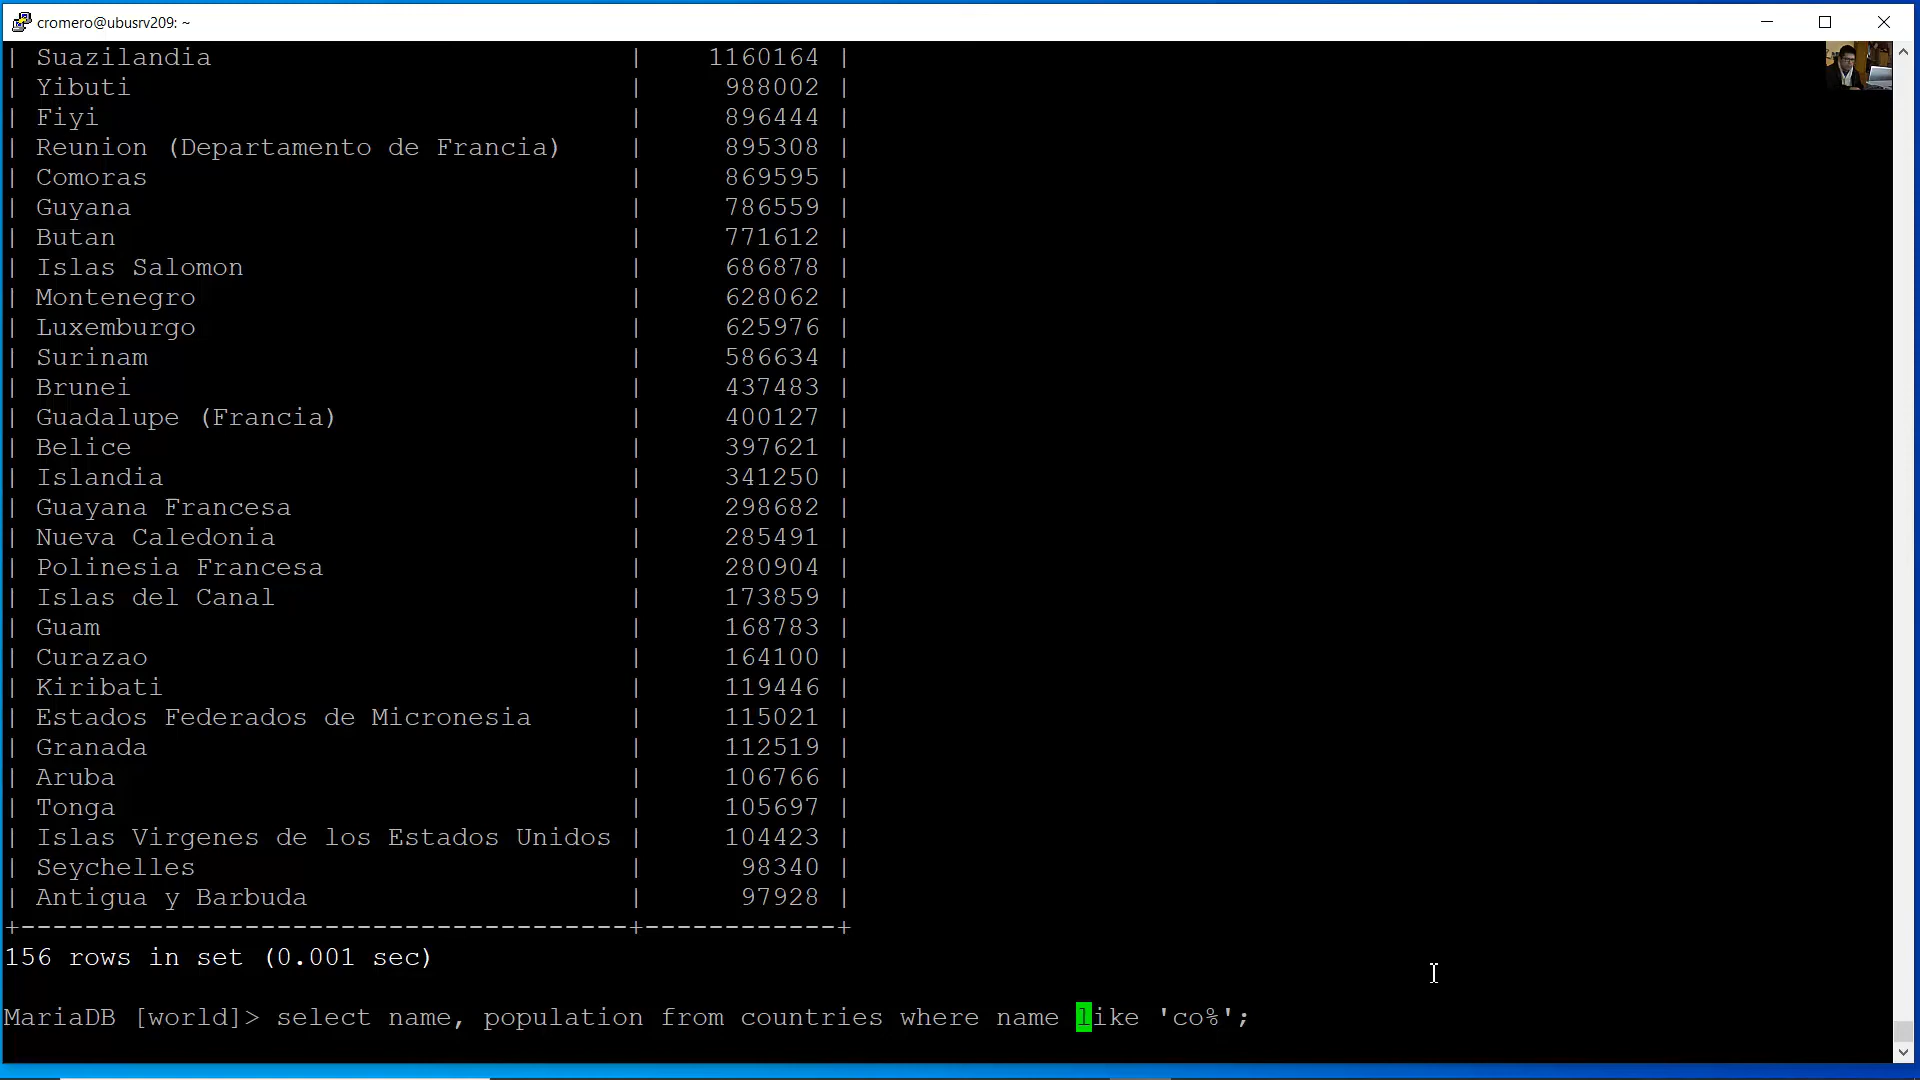 cromero@ubusrv209: ~
| Suazilandia | 1160164 |
| Yibuti | 988002 |
| Fiyi | 896444 |
| Reunion (Departamento de Francia) | 895308 |
| Comoras | 869595 |
| Guyana | 786559 |
| Butan | 771612 |
| Islas Salomon | 686878 |
| Montenegro | 628062 |
| Luxemburgo | 625976 |
| Surinam | 586634 |
| Brunei | 437483 |
| Guadalupe (Francia) | 400127 |
| Belice | 397621 |
| Islandia | 341250 |
| Guayana Francesa | 298682 |
| Nueva Caledonia | 285491 |
| Polinesia Francesa | 280904 |
| Islas del Canal | 173859 |
| Guam | 168783 |
| Curazao | 164100 |
| Kiribati | 119446 |
| Estados Federados de Micronesia | 115021 |
| Granada | 112519 |
| Aruba | 106766 |
| Tonga | 105697 |
| Islas Virgenes de los Estados Unidos | 104423 |
| Seychelles | 98340 |
| Antigua y Barbuda | 97928 |
+--------------------------------------+------------+
156 rows in set (0.001 sec)
MariaDB [world]> select name, population from countries where name like 'co%';